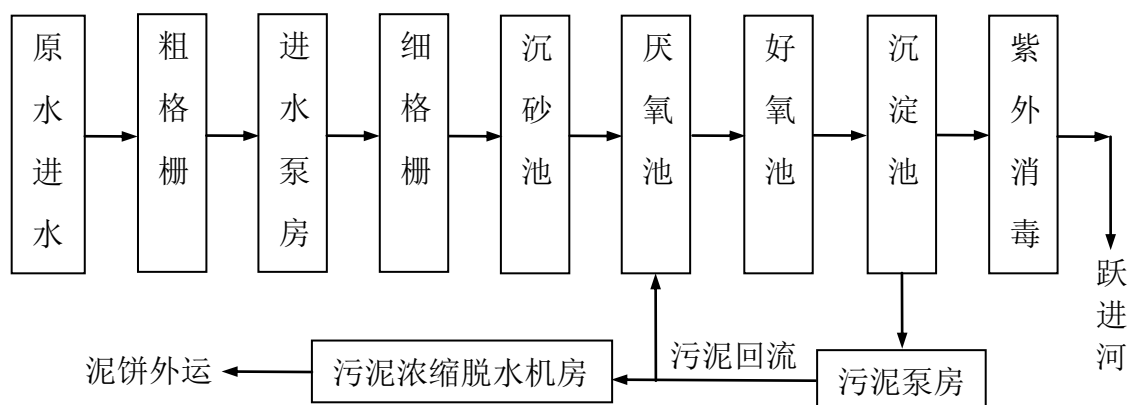 原水进水
粗格栅
进水泵房
细格栅
沉砂池
厌氧池
好氧池
沉淀池
紫外消毒
跃进河
泥饼外运
污泥浓缩脱水机房
污泥回流
污泥泵房